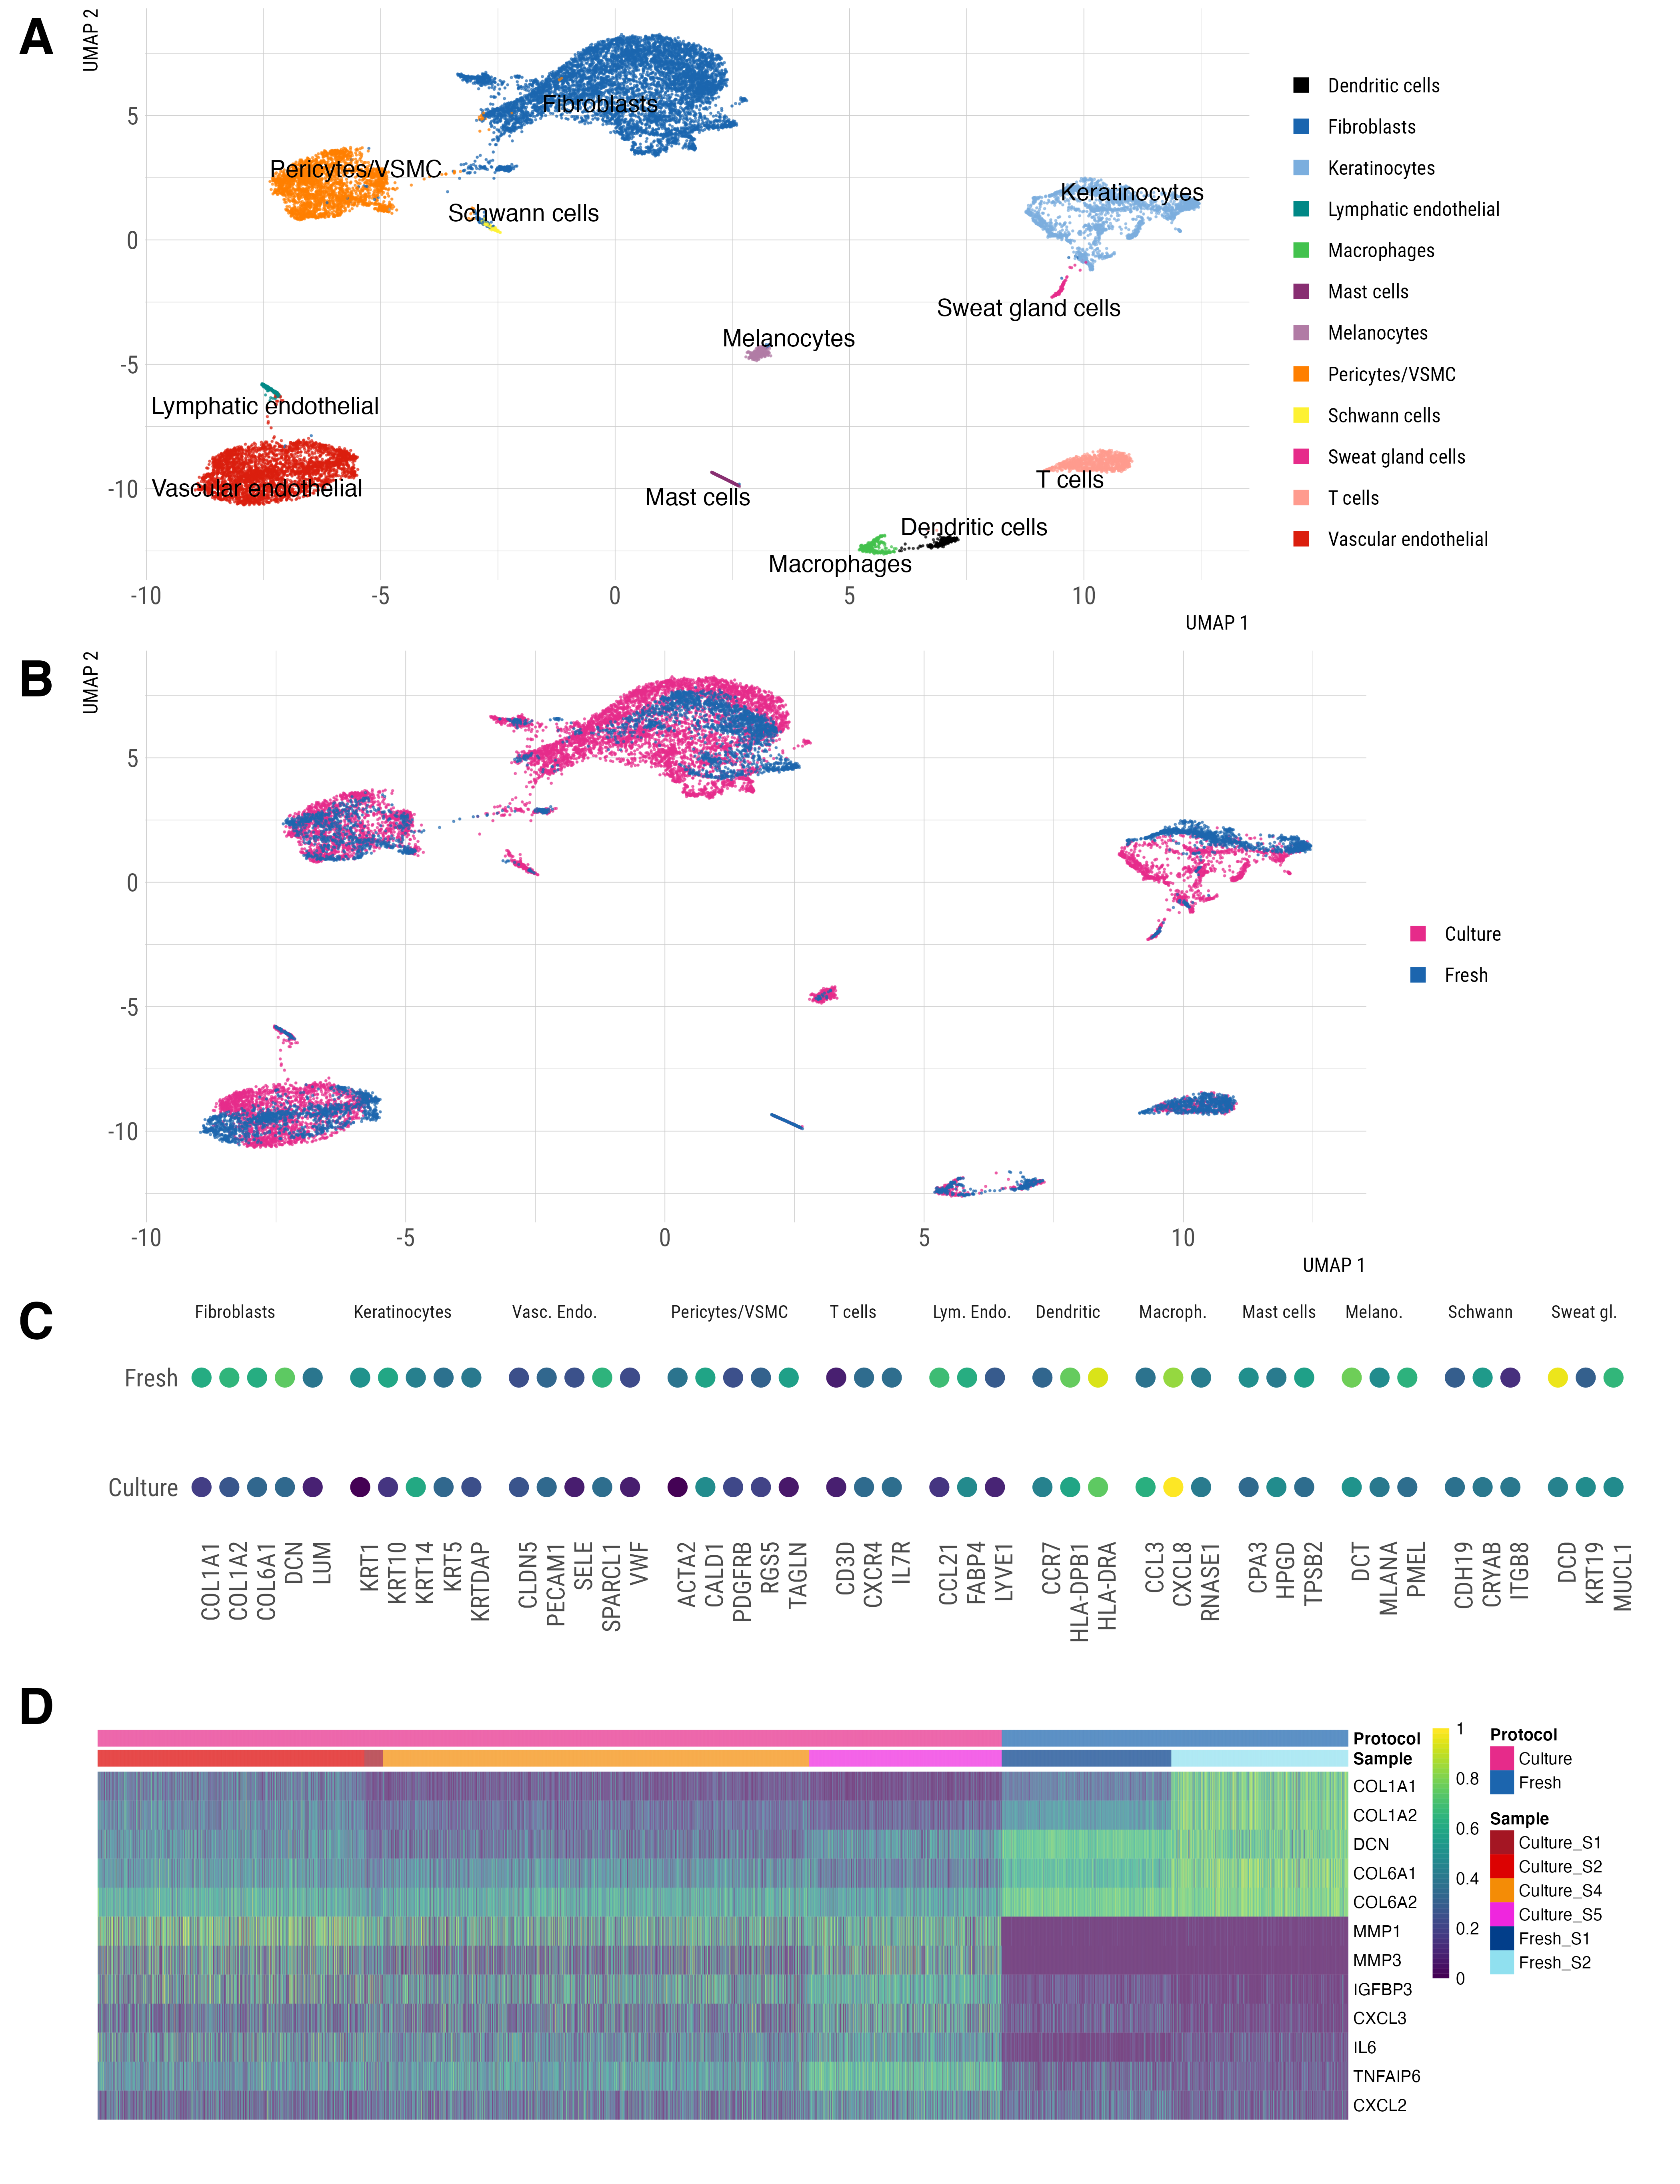 A
UMAP 2
5
0
-5
-10
-10
-5
0
5
10
UMAP 1
Fibroblasts
Pericytes/VSMC
Schwann cells
Keratinocytes
Sweat gland cells
Melanocytes
Lymphatic endothelial
Vascular endothelial
Mast cells
T cells
Dendritic cells
Macrophages
Dendritic cells
Fibroblasts
Keratinocytes
Lymphatic endothelial
Macrophages
Mast cells
Melanocytes
Pericytes/VSMC
Schwann cells
Sweat gland cells
T cells
Vascular endothelial
B
UMAP 2
5
0
-5
-10
-10
-5
0
5
10
UMAP 1
Culture
Fresh
C
Fibroblasts Keratinocytes Vasc. Endo. Pericytes/VSMC T cells Lym. Endo. Dendritic Macroph. Mast cells Melano. Schwann Sweat gl.
Fresh
Culture
COL1A1
COL1A2
COL6A1
DCN
LUM
KRT1
KRT10
KRT14
KRT5
KRTDAP
CLDN5
PECAM1
SELE
SPARCL1
VWF
ACTA2
CALD1
PDGFRB
RGS5
TAGLN
CD3D
CXCR4
IL7R
CCL21
FABP4
LYVE1
CCR7
HLA-DPB1
HLA-DRA
CCL3
CXCL8
RNASE1
CPA3
HPGD
TPSB2
DCT
MLANA
PMEL
CDH19
CRYAB
ITGB8
DCD
KRT19
MUCL1
D
Protocol
Sample
COL1A1
COL1A2
DCN
COL6A1
COL6A2
MMP1
MMP3
IGFBP3
CXCL3
IL6
TNFAIP6
CXCL2
1
0.8
0.6
0.4
0.2
0
Protocol
Culture
Fresh
Sample
Culture_S1
Culture_S2
Culture_S4
Culture_S5
Fresh_S1
Fresh_S2